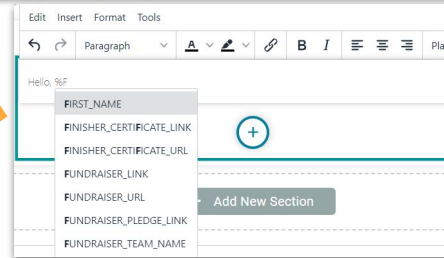 Edit Insert Format Tools
Paragraph A B I Pla
Hello, %F
FIRST_NAME
FINISHER_CERTIFICATE_LINK
FINISHER_CERTIFICATE_URL
FUNDRAISER_LINK
FUNDRAISER_URL
FUNDRAISER_PLEDGE_LINK
FUNDRAISER_TEAM_NAME
Add New Section